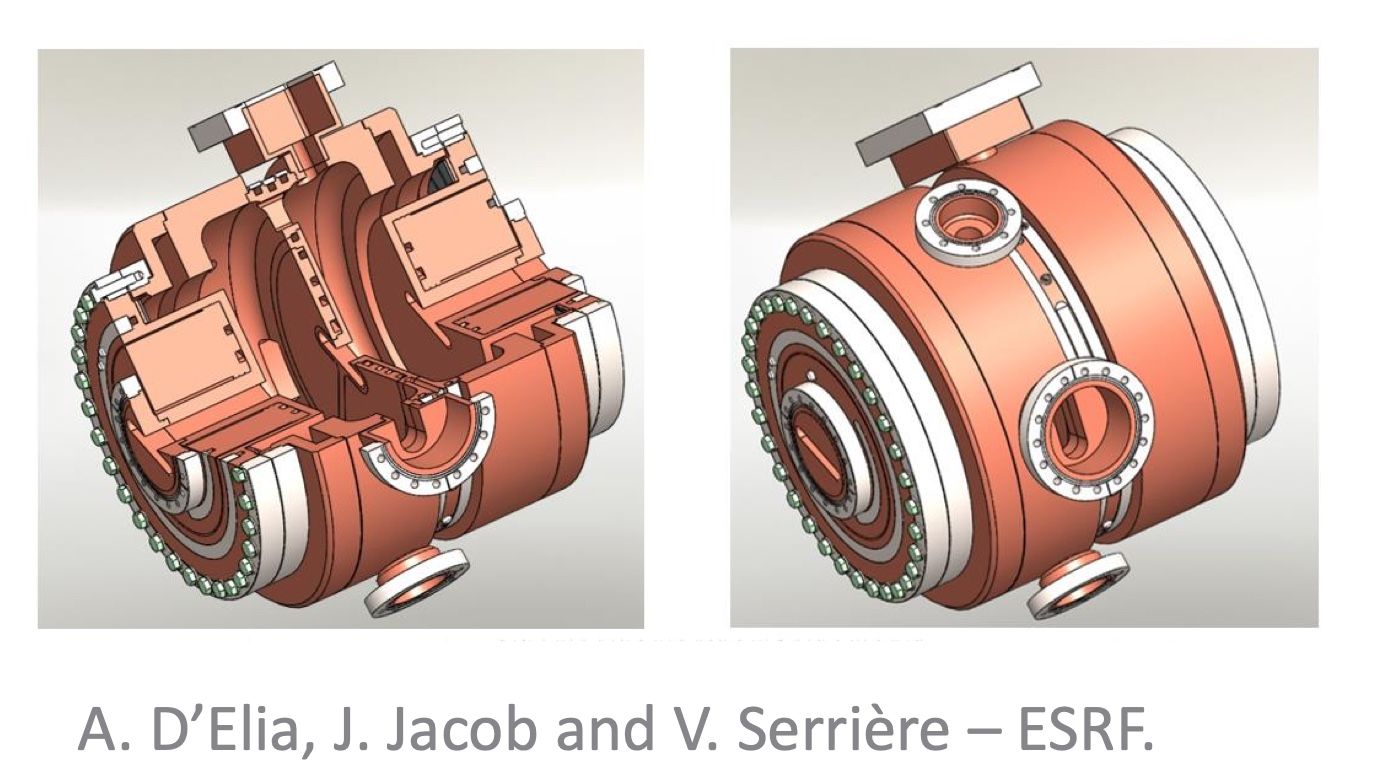 A. D’Elia, J. Jacob and V. Serrière – ESRF.